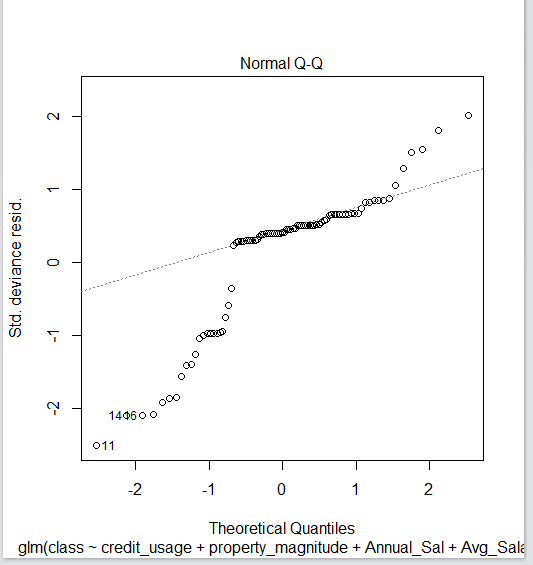 Normal Q-Q
2
1
0
-1
-2
11
Std. deviance resid.
-2 -1 0 1 2
Theoretical Quantiles
glm(class ~ credit_usage + property_magnitude + Annual_Sal + Avg_Sala